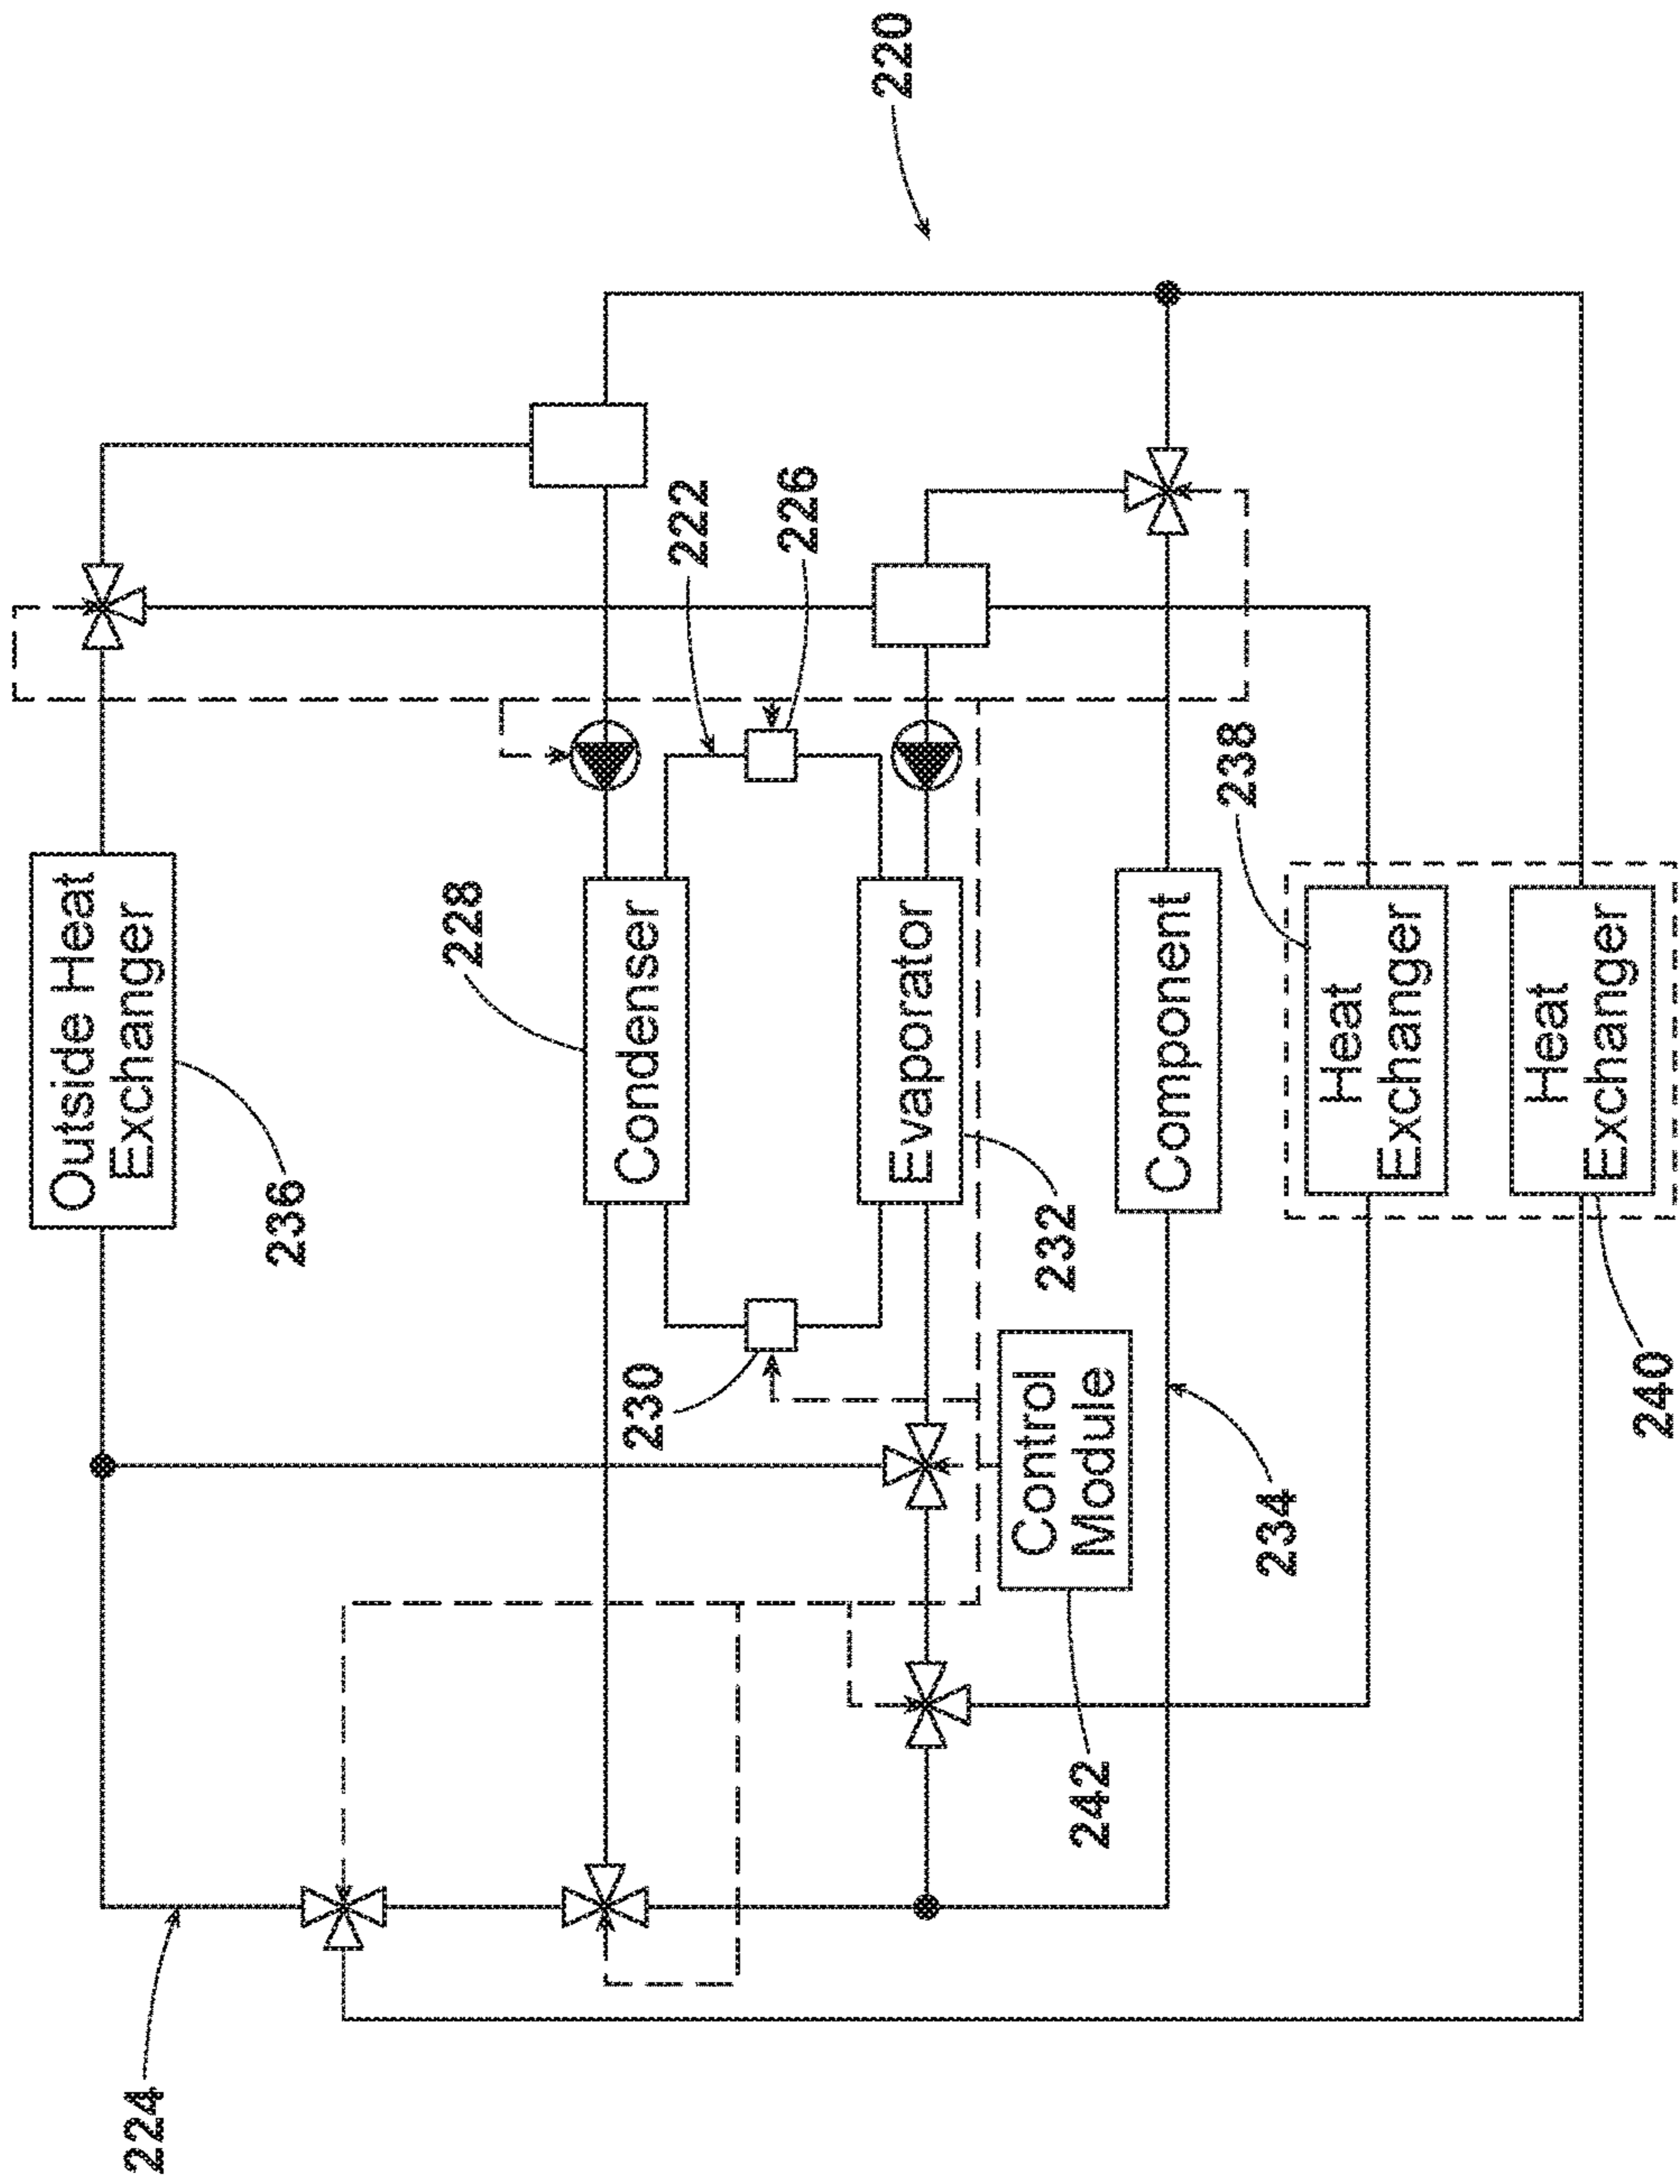 224
236
Outside Heat
Exchanger
228
Condenser
230
222
226
220
Evaporator
232
Control
Module
242
Component
234
238
Heat
Exchanger
Heat
Exchanger
240